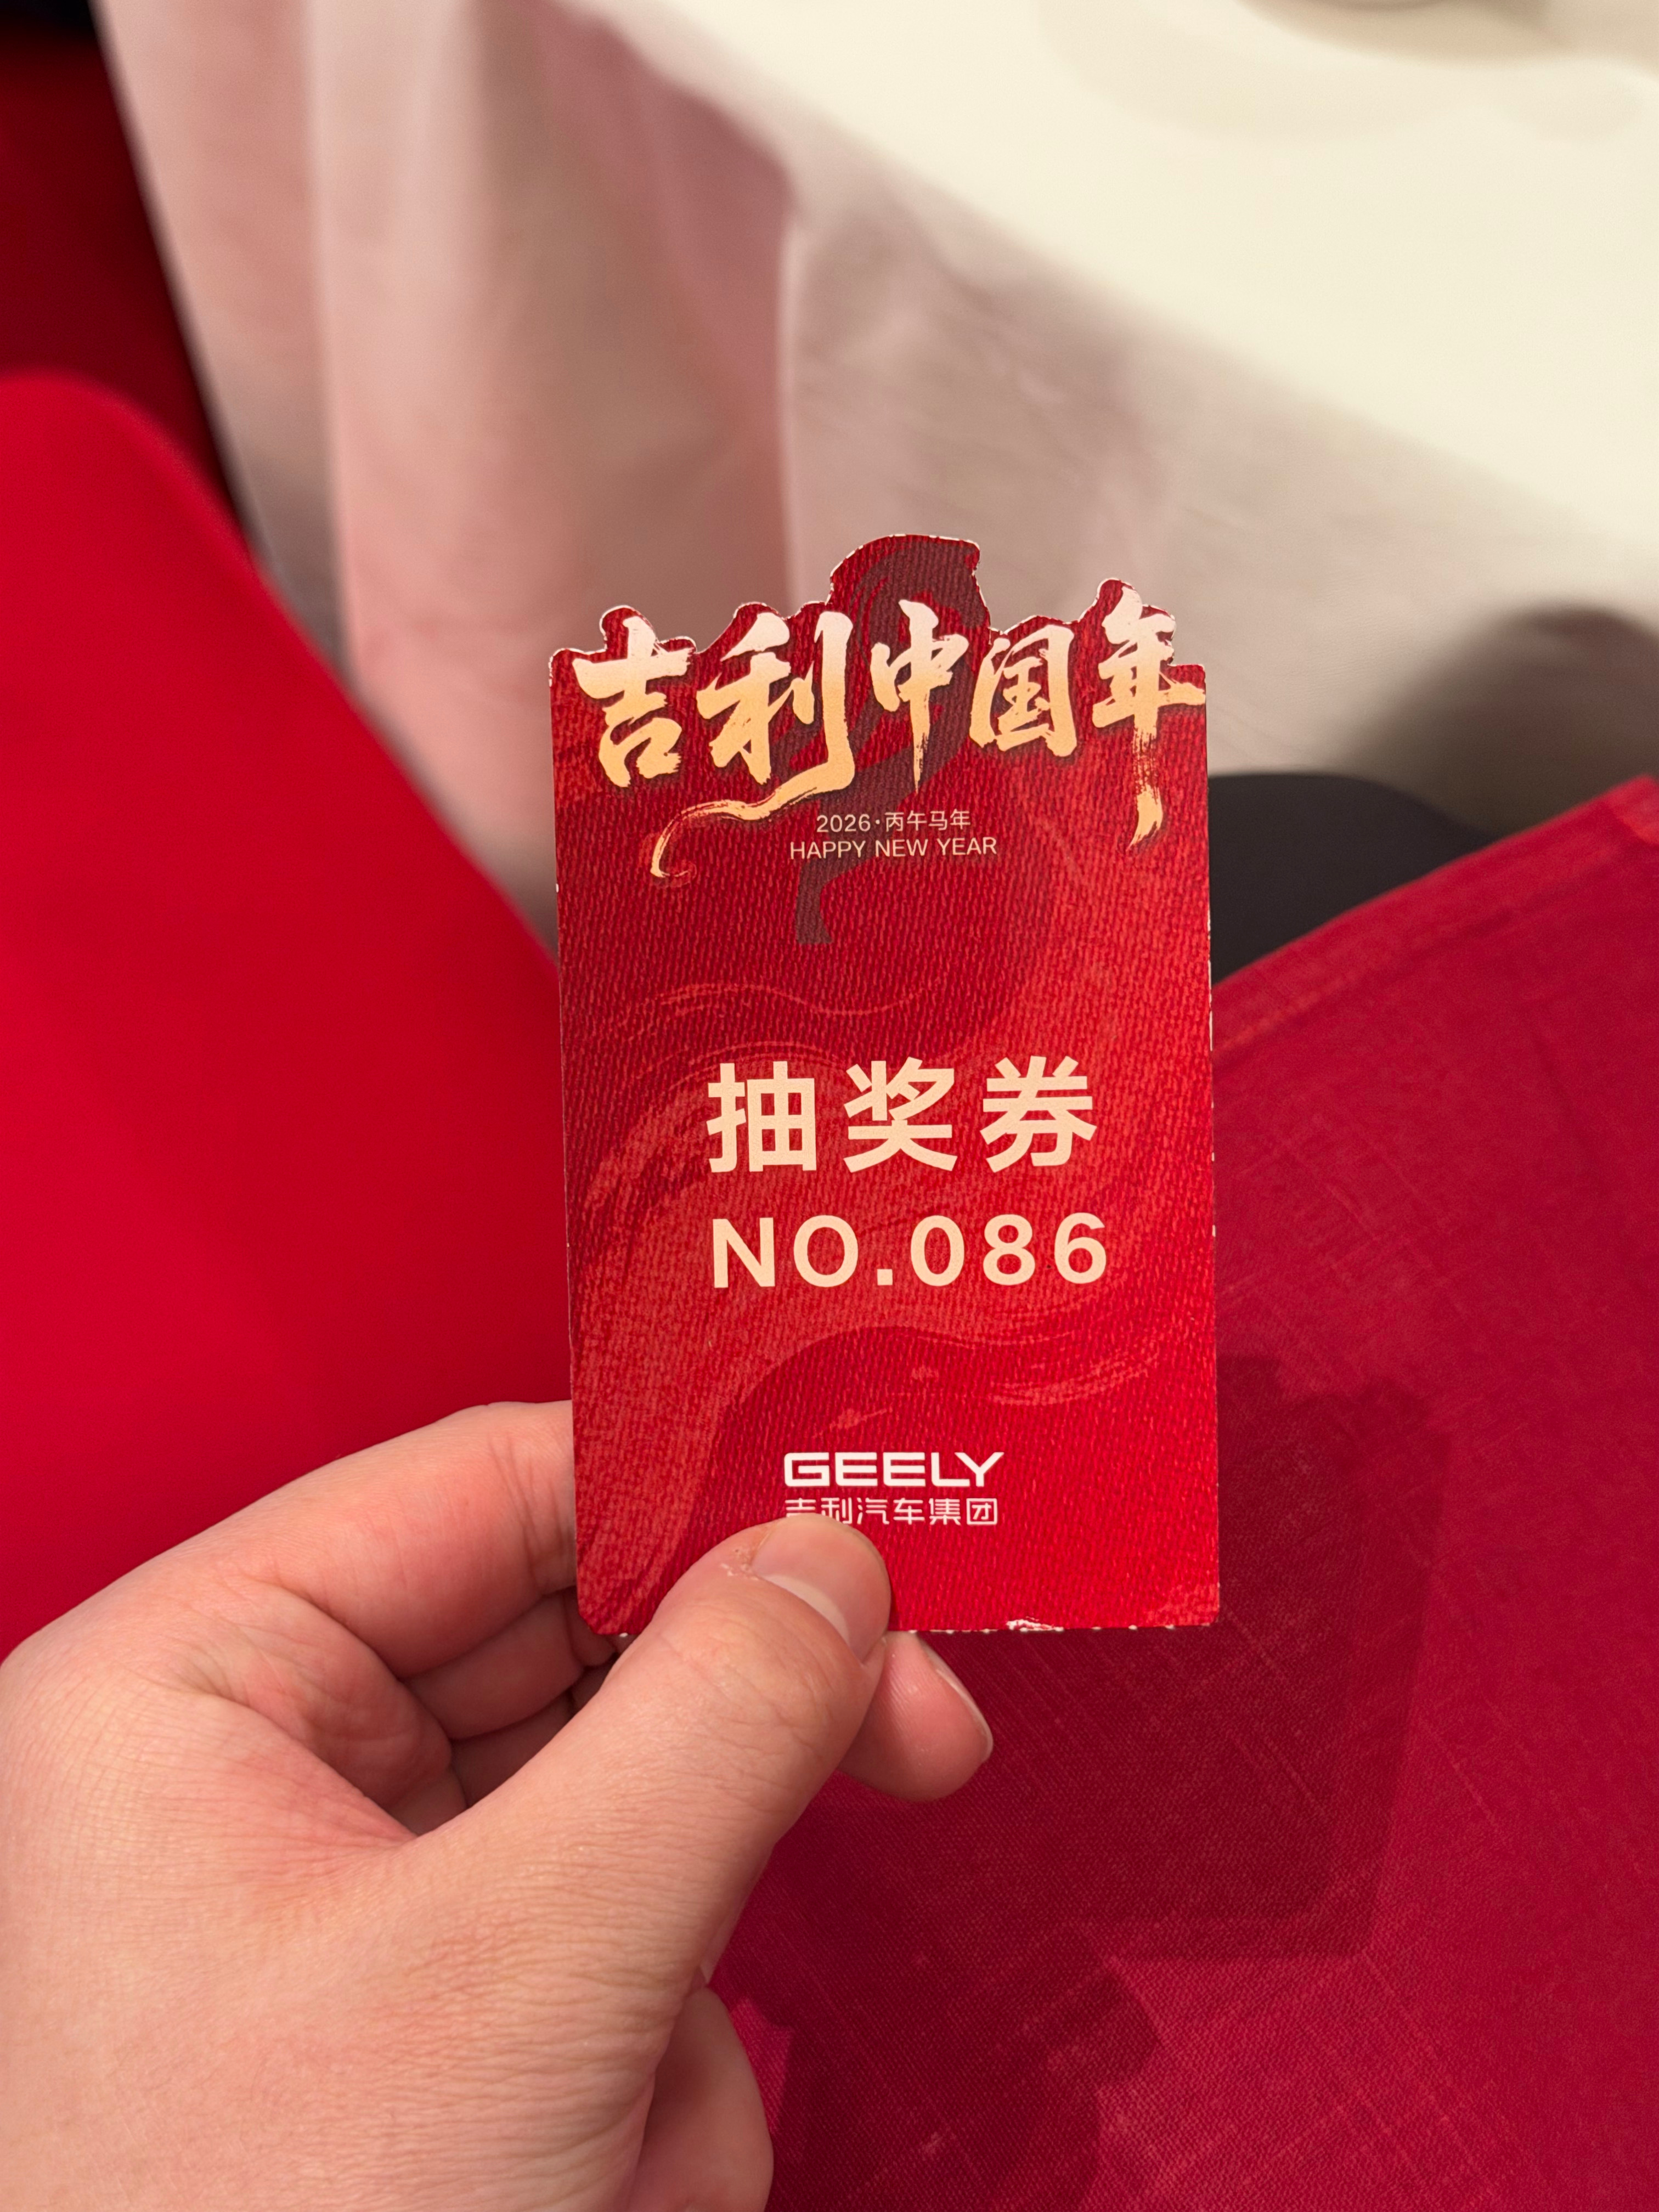 吉利中国年
2026·丙午马年
HAPPY NEW YEAR
抽奖券
NO.086
GEELY
吉利汽车集团